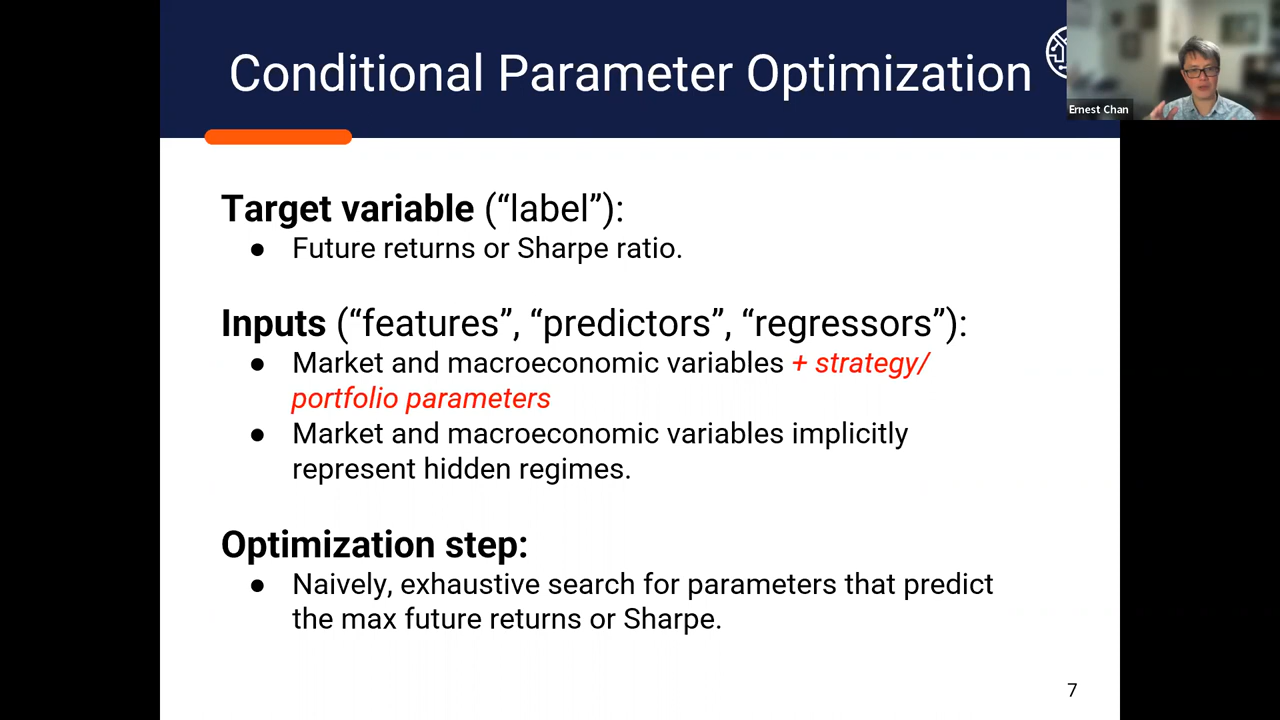 Conditional Parameter Optimization
Ernest Chan
Target variable (“label”):
● Future returns or Sharpe ratio.
Inputs (“features”, “predictors”, “regressors”):
● Market and macroeconomic variables + strategy/
portfolio parameters
● Market and macroeconomic variables implicitly
represent hidden regimes.
Optimization step:
● Naively, exhaustive search for parameters that predict
the max future returns or Sharpe.
7